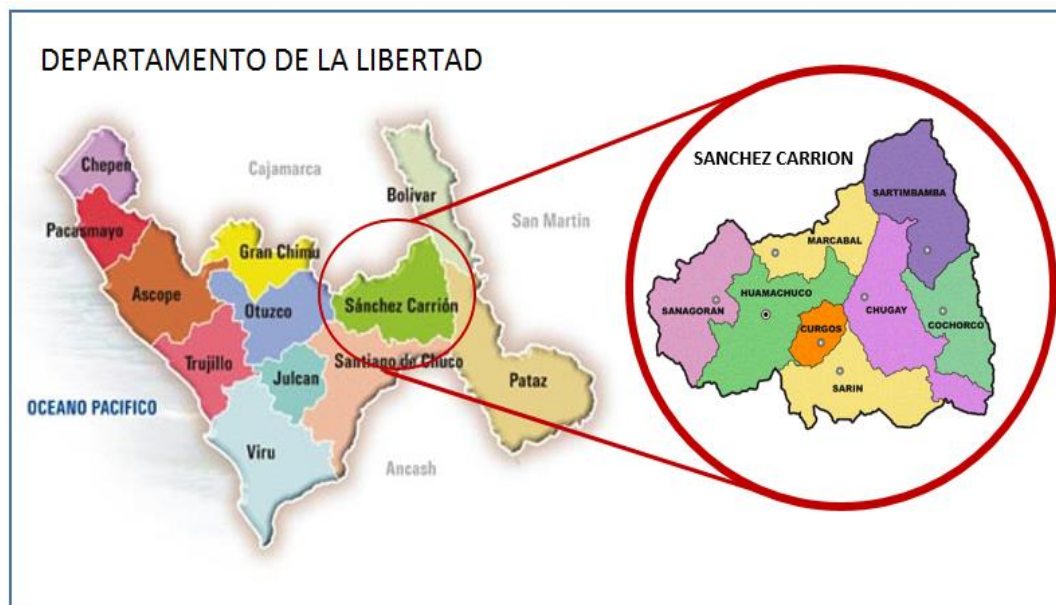 DEPARTAMENTO DE LA LIBERTAD
Chepen
Cajamarca
Bolivar
San Martin
Pacasmayo
Gran Chimu
Ascope
Otuzco
Sánchez Carrión
Trujillo
Santiago de Chuco
Julcan
Pataz
OCEANO PACIFICO
Viru
Ancash
SANCHEZ CARRION
SARTIMBAMBA
MARCABAL
HUAMACHUCO
SANAGORAN
CHUGAY
CURGOS
COCHORCO
SARIN